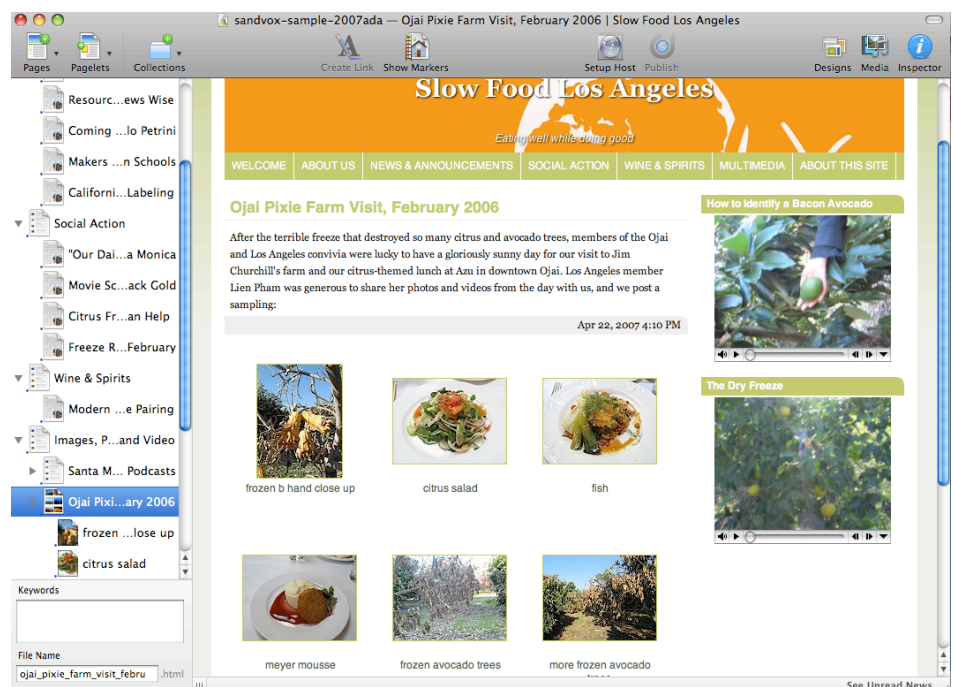 sandvox-sample-2007ada — Ojai Pixie Farm Visit, February 2006 | Slow Food Los Angeles
Pages
Pagelets
Collections
Create Link
Show Markers
Setup Host
Publish
Designs
Media
Inspector
Resourc...ews Wise
Coming ...lo Petrini
Makers ...n Schools
Californi...Labeling
Social Action
"Our Dai...a Monica
Movie Sc...ack Gold
Citrus Fr...an Help
Freeze R...February
Wine & Spirits
Modern ...e Pairing
Images, P...and Video
Santa M... Podcasts
Ojai Pixi...ary 2006
frozen ...lose up
citrus salad
Keywords
File Name
ojai_pixie_farm_visit_febru .html
Slow Food Los Angeles
Eating well while doing good
WELCOME
ABOUT US
NEWS & ANNOUNCEMENTS
SOCIAL ACTION
WINE & SPIRITS
MULTIMEDIA
ABOUT THIS SITE
Ojai Pixie Farm Visit, February 2006
After the terrible freeze that destroyed so many citrus and avocado trees, members of the Ojai
and Los Angeles convivia were lucky to have a gloriously sunny day for our visit to Jim
Churchill's farm and our citrus-themed lunch at Azu in downtown Ojai. Los Angeles member
Lien Pham was generous to share her photos and videos from the day with us, and we post a
sampling:
Apr 22, 2007 4:10 PM
frozen b hand close up
citrus salad
fish
meyer mousse
frozen avocado trees
more frozen avocado
trees
How to Identify a Bacon Avocado
The Dry Freeze
See Unread News